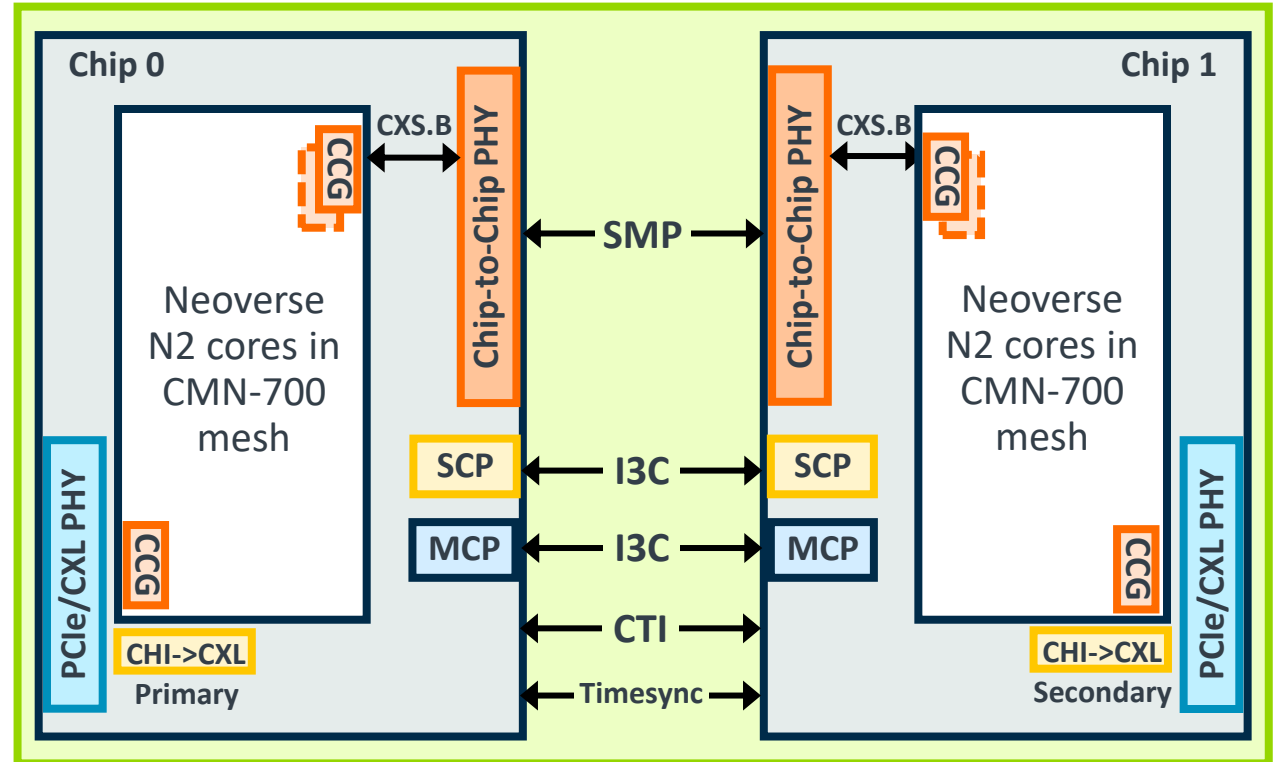 Chip 0
CCG
CXS.B
Chip-to-Chip PHY
Neoverse
N2 cores in
CMN-700
mesh
SCP
MCP
PCIe/CXL PHY
CCG
CHI->CXL
Primary
SMP
I3C
I3C
CTI
Timesync
Chip 1
Chip-to-Chip PHY
CXS.B
CCG
Neoverse
N2 cores in
CMN-700
mesh
SCP
MCP
CCG
PCIe/CXL PHY
CHI->CXL
Secondary